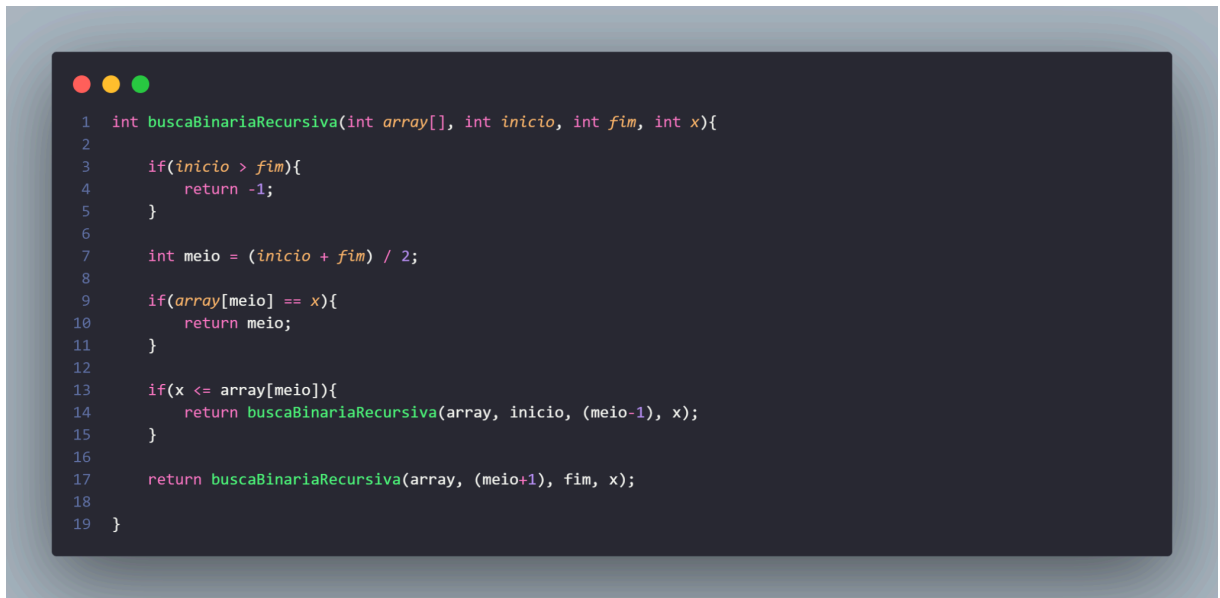 1 int buscaBinariaRecursiva(int array[], int inicio, int fim, int x){
2
3     if(inicio > fim){
4         return -1;
5     }
6
7     int meio = (inicio + fim) / 2;
8
9     if(array[meio] == x){
10         return meio;
11     }
12
13     if(x <= array[meio]){
14         return buscaBinariaRecursiva(array, inicio, (meio-1), x);
15     }
16
17     return buscaBinariaRecursiva(array, (meio+1), fim, x);
18
19 }